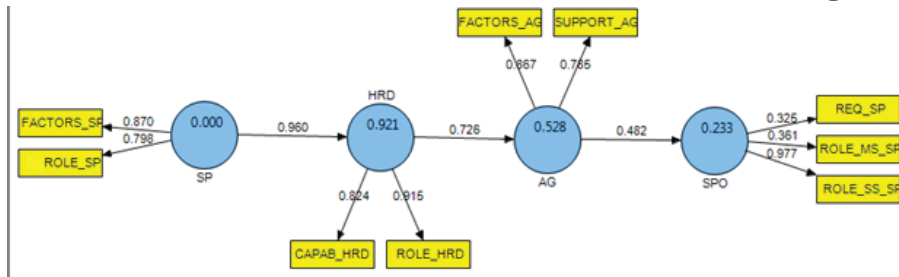 FACTORS_AG SUPPORT_AG
0.867 0.785
HRD
FACTORS_SP 0.870 0.000 0.921 0.528 0.233 0.325 REQ_SP
0.798 0.960 0.726 0.482 0.361 ROLE_MS_SP
ROLE_SP 0.977
SP AG SPO ROLE_SS_SP
0.824 0.915
CAPAB_HRD ROLE_HRD